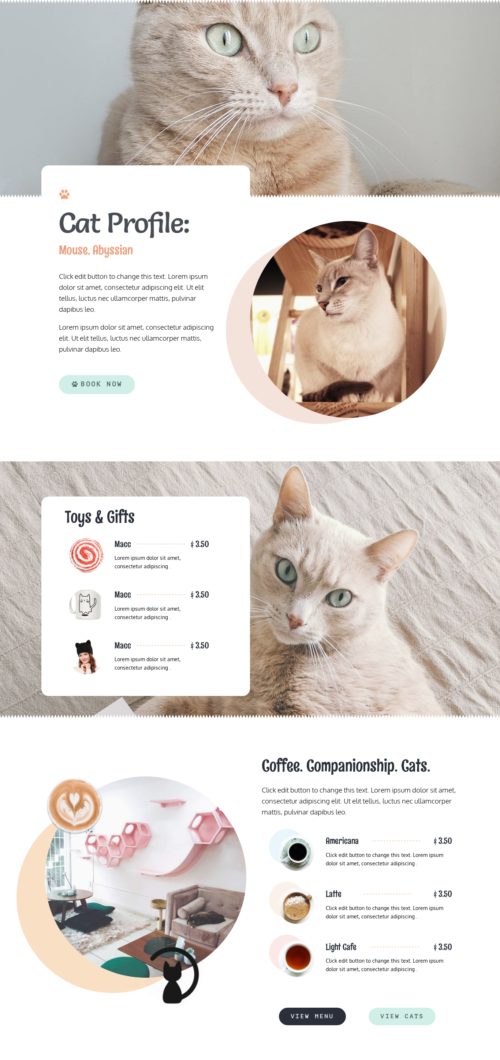 Cat Profile:
Mouse. Abyssian
Click edit button to change this text. Lorem ipsum
dolor sit amet, consectetur adipiscing elit. Ut elit
tellus, luctus nec ullamcorper mattis, pulvinar
dapibus leo.
Lorem ipsum dolor sit amet, consectetur adipiscing
elit. Ut elit tellus, luctus nec ullamcorper mattis,
pulvinar dapibus leo.
BOOK NOW
Toys & Gifts
Macc $ 3.50
Lorem ipsum dolor sit amet,
consectetur adipiscing .
Macc $ 3.50
Lorem ipsum dolor sit amet,
consectetur adipiscing .
Macc $ 3.50
Lorem ipsum dolor sit amet,
consectetur adipiscing .
Coffee. Companionship. Cats.
Click edit button to change this text. Lorem ipsum dolor sit amet,
consectetur adipiscing elit. Ut elit tellus, luctus nec ullamcorper mattis, pulvinar
dapibus leo.
Americana $ 3.50
Click edit button to change this text. Lorem ipsum
dolor sit amet, consectetur adipiscing .
Latte $ 3.50
Click edit button to change this text. Lorem ipsum
dolor sit amet, consectetur adipiscing .
Light Cafe $ 3.50
Click edit button to change this text. Lorem ipsum
dolor sit amet, consectetur adipiscing .
VIEW MENU
VIEW CATS